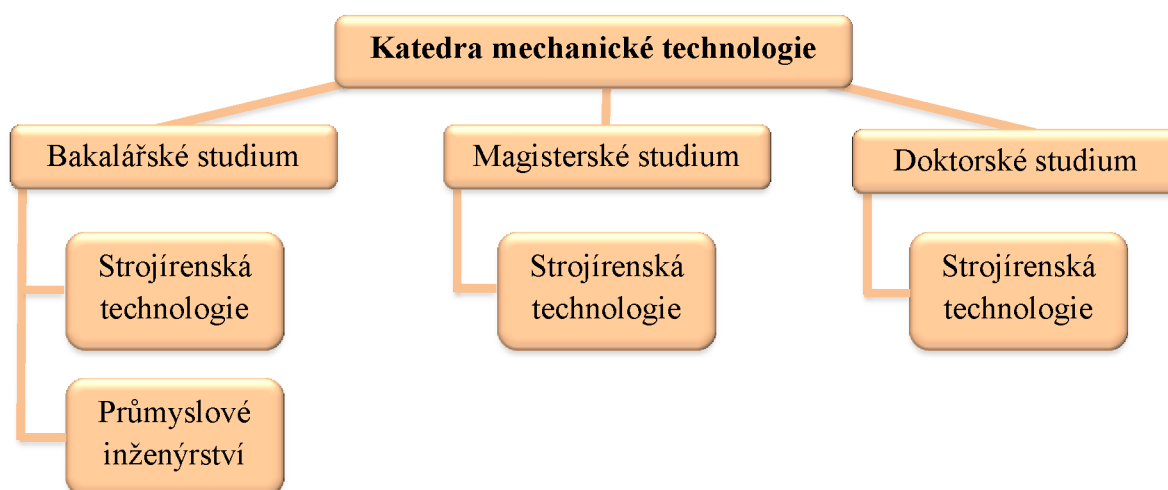 Katedra mechanické technologie
Bakalářské studium
Magisterské studium
Doktorské studium
Strojírenská
technologie
Strojírenská
technologie
Strojírenská
technologie
Průmyslové
inženýrství